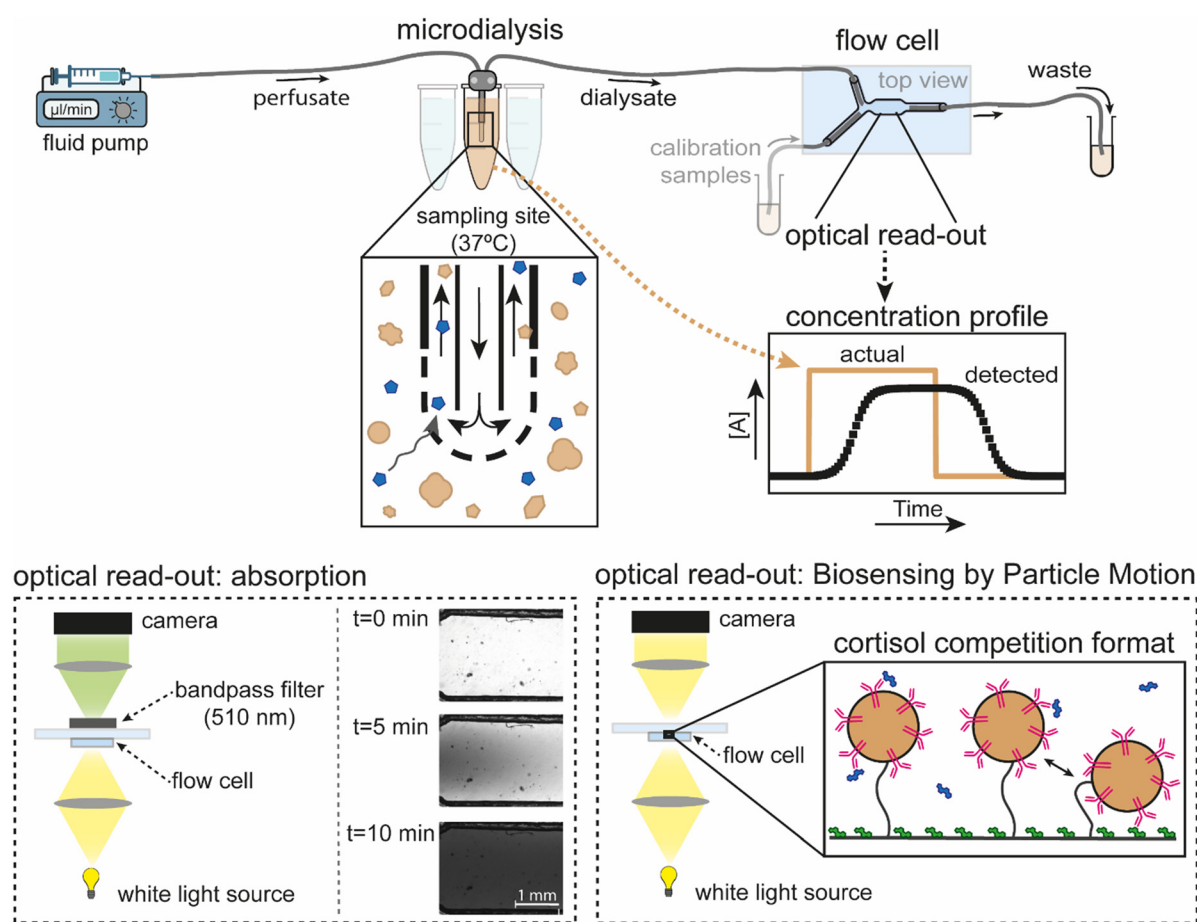 microdialysis
flow cell
top view
waste
µl/min
fluid pump
perfusate
dialysate
calibration
samples
sampling site
(37ºC)
optical read-out
concentration profile
actual
detected
[A]
Time
optical read-out: absorption
camera
bandpass filter
(510 nm)
flow cell
white light source
t=0 min
t=5 min
t=10 min
1 mm
optical read-out: Biosensing by Particle Motion
camera
cortisol competition format
flow cell
white light source